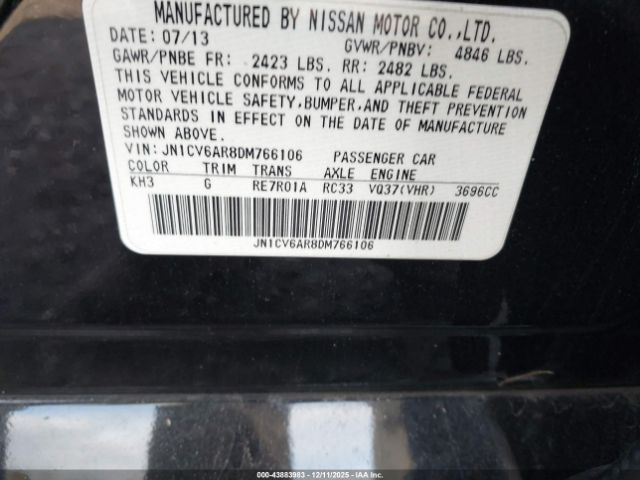 MANUFACTURED BY NISSAN MOTOR CO.,LTD.
DATE: 07/13 GVWR/PNBV: 4846 LBS.
GAWR/PNBE FR: 2423 LBS. RR: 2482 LBS.
THIS VEHICLE CONFORMS TO ALL APPLICABLE FEDERAL
MOTOR VEHICLE SAFETY,BUMPER,AND THEFT PREVENTION
STANDARDS IN EFFECT ON THE DATE OF MANUFACTURE
SHOWN ABOVE.
VIN: JN1CV6AR8DM766106 PASSENGER CAR
COLOR TRIM TRANS AXLE ENGINE
KH3 G RE7R01A RC33 VQ37(VHR) 3696CC
JN1CV6AR8DM766106
000-43883983 - 12/11/2025 - IAAI.CA